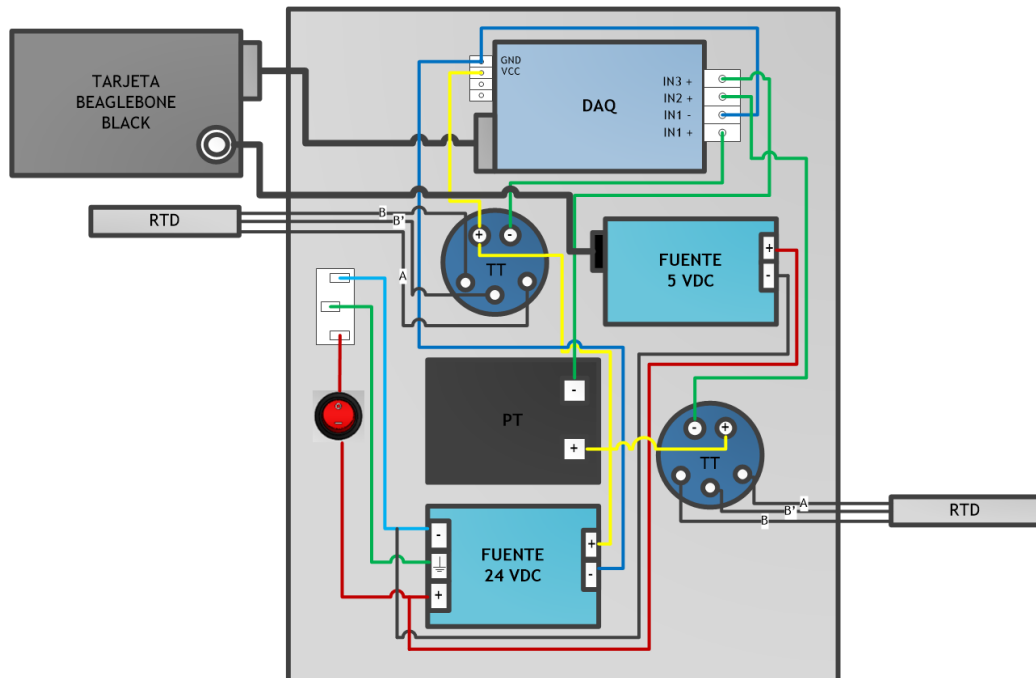 TARJETA
BEAGLEBONE
BLACK
GND
VCC
DAQ
IN3 +
IN2 +
IN1 -
IN1 +
RTD
B
B'
A
+
-
TT
FUENTE
5 VDC
+
-
PT
-
+
-
+
TT
A
B'
B
RTD
FUENTE
24 VDC
-
+
+
-